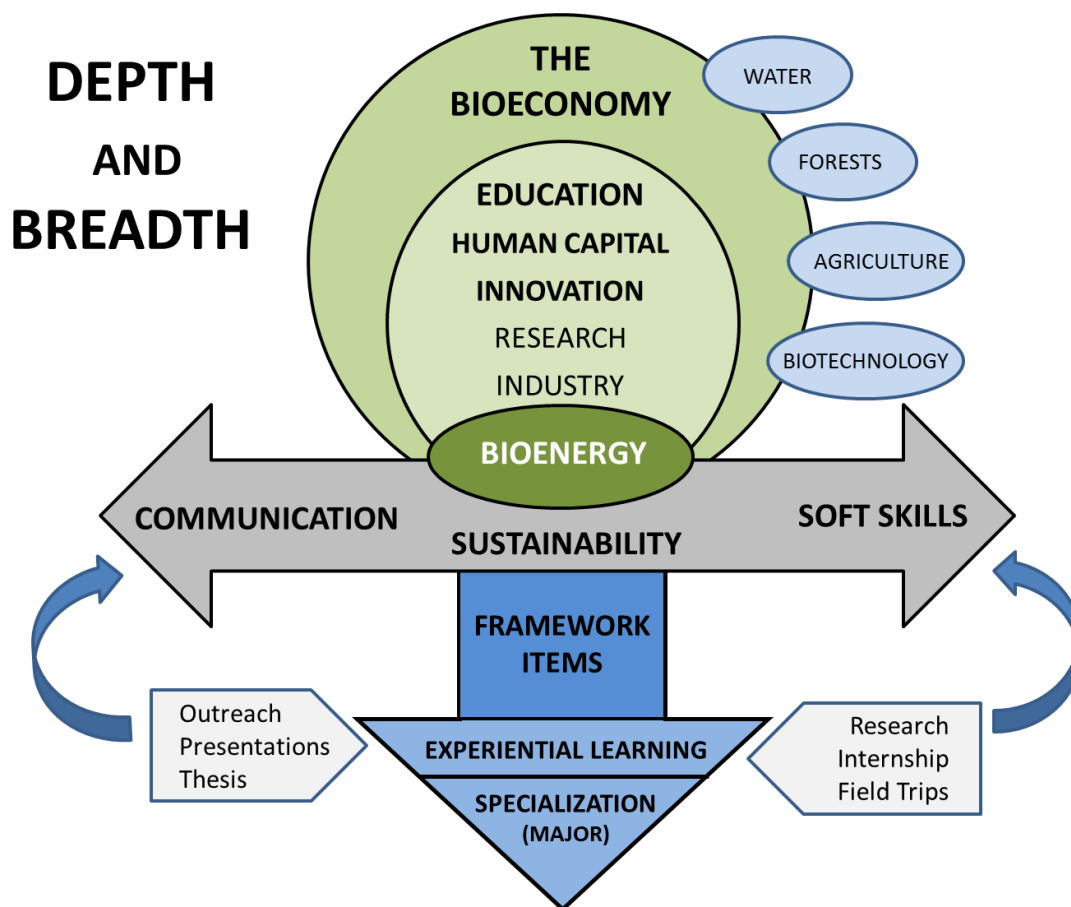 DEPTH
AND
BREADTH
THE
BIOECONOMY
WATER
FORESTS
AGRICULTURE
BIOTECHNOLOGY
EDUCATION
HUMAN CAPITAL
INNOVATION
RESEARCH
INDUSTRY
BIOENERGY
COMMUNICATION
SUSTAINABILITY
SOFT SKILLS
FRAMEWORK
ITEMS
Outreach
Presentations
Thesis
EXPERIENTIAL LEARNING
SPECIALIZATION
(MAJOR)
Research
Internship
Field Trips